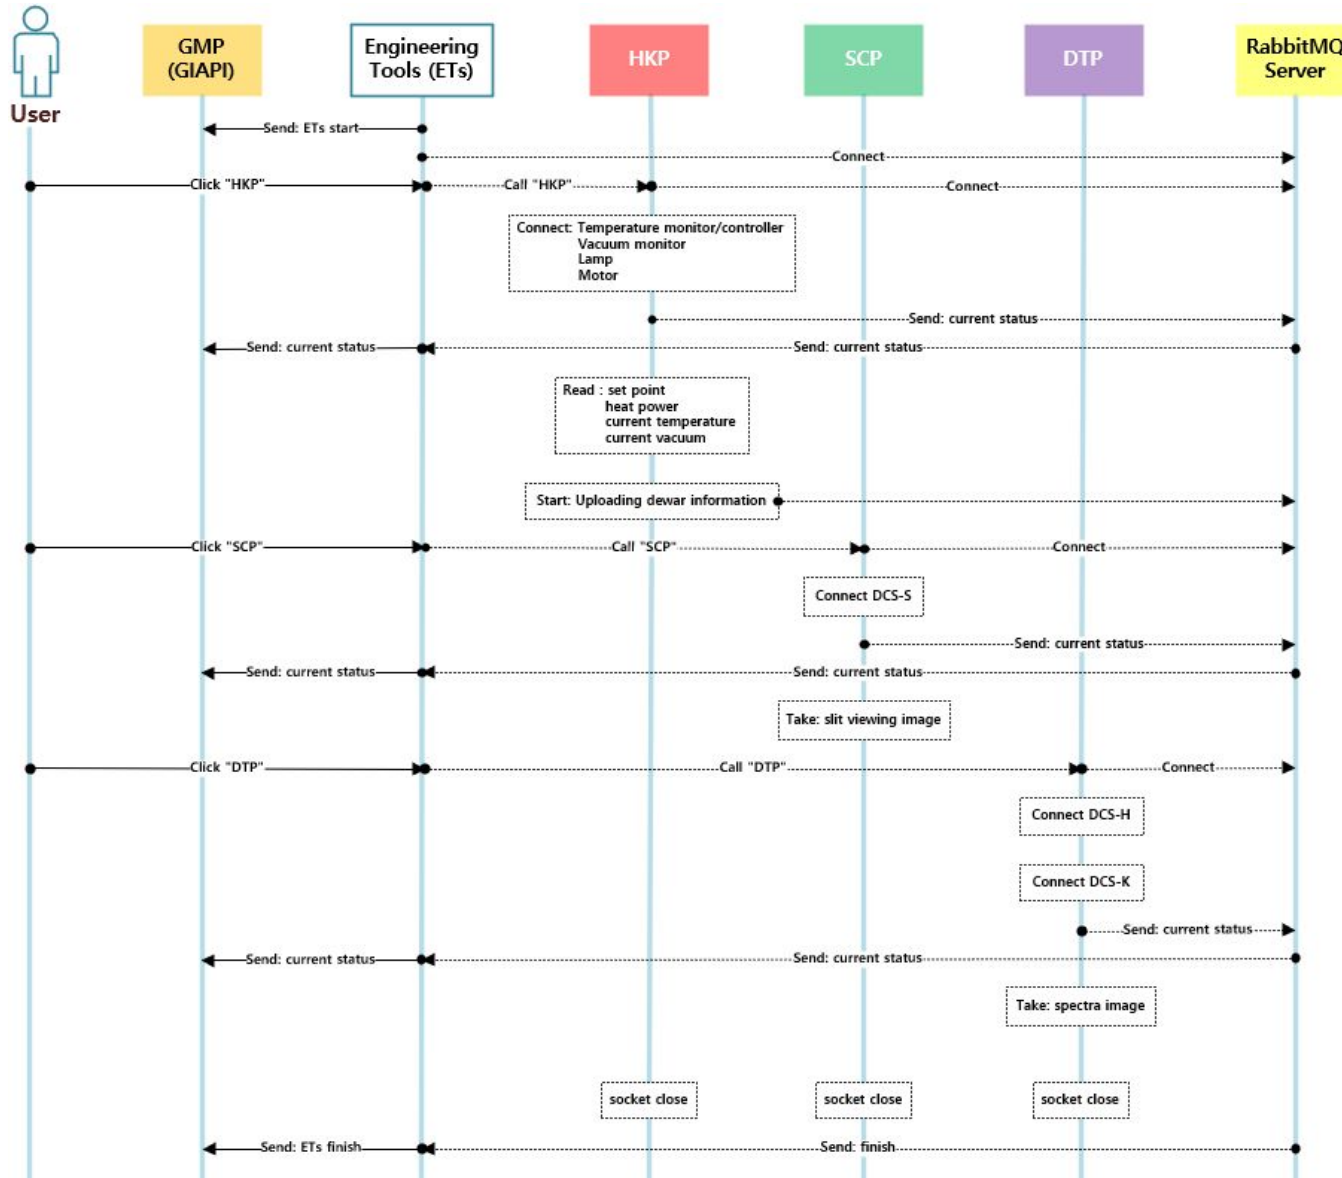 User
GMP
(GIAPI)
Engineering
Tools (ETs)
HKP
SCP
DTP
RabbitMQ
Server
Send: ETs start
Connect
Click "HKP"
Call "HKP"
Connect
Connect: Temperature monitor/controller
Vacuum monitor
Lamp
Motor
Send: current status
Send: current status
Send: current status
Read : set point
heat power
current temperature
current vacuum
Start: Uploading dewar information
Click "SCP"
Call "SCP"
Connect
Connect DCS-S
Send: current status
Send: current status
Send: current status
Take: slit viewing image
Click "DTP"
Call "DTP"
Connect
Connect DCS-H
Connect DCS-K
Send: current status
Send: current status
Send: current status
Take: spectra image
socket close
socket close
socket close
Send: ETs finish
Send: finish